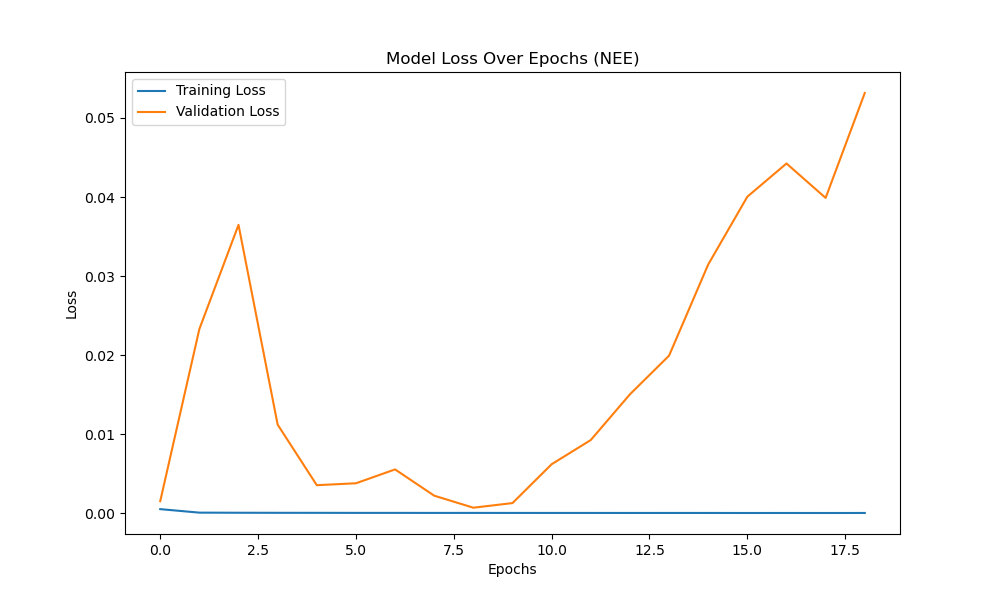 Model Loss Over Epochs (NEE)
Training Loss
Validation Loss
0.05
0.04
0.03
0.02
0.01
0.00
Loss
0.0 2.5 5.0 7.5 10.0 12.5 15.0 17.5
Epochs